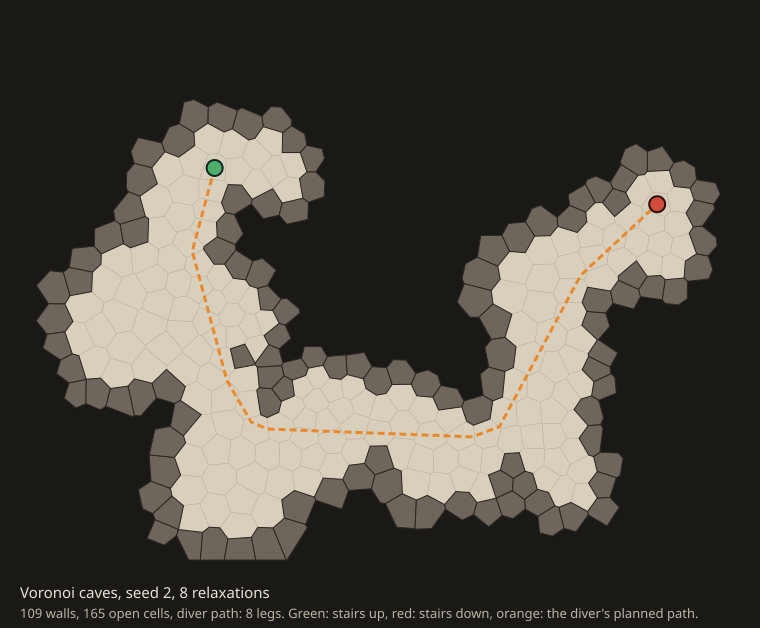 Voronoi caves, seed 2, 8 relaxations
109 walls, 165 open cells, diver path: 8 legs. Green: stairs up, red: stairs down, orange: the diver's planned path.